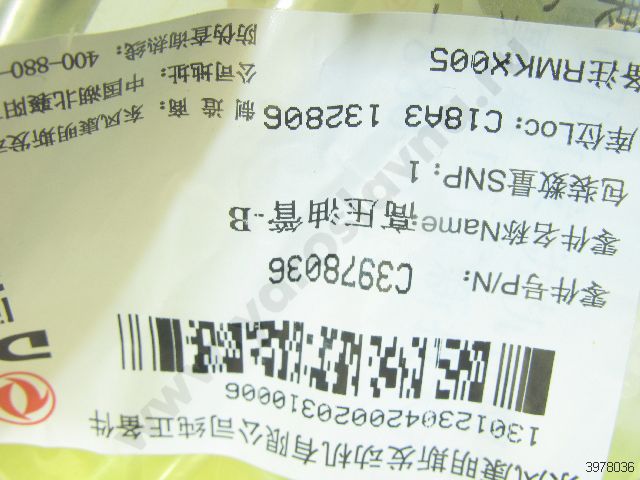 东风康明斯发动机有限公司纯正备件
1301230420020310006
零件号P/N: C3978036
零件名称Name:高压油管-B
包装数量SNP: 1
库位Loc: C18A3 132806
备注RMKX005
制 造 商: 东风康明斯发动
公司地址: 中国湖北襄阳
防伪查询热线: 400-880-
3978036